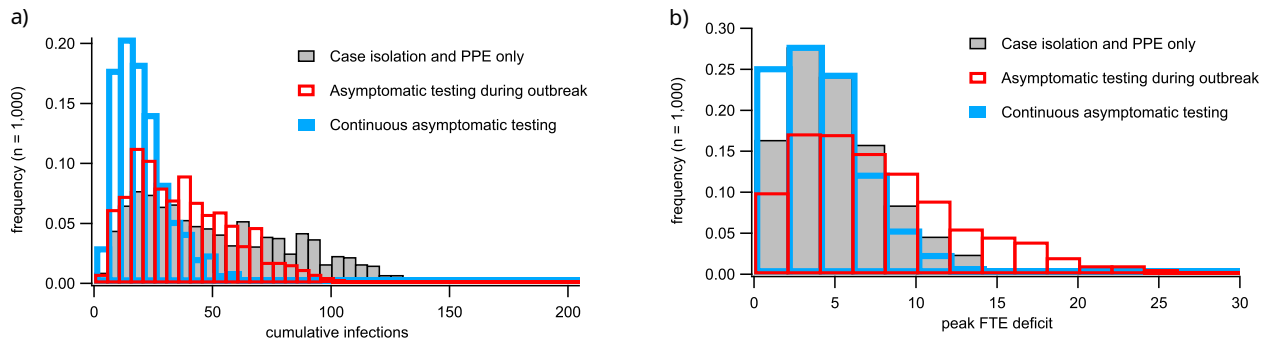 a)
0.20
0.15
0.10
0.05
0.00
frequency (n = 1,000)
Case isolation and PPE only
Asymptomatic testing during outbreak
Continuous asymptomatic testing
0 50 100 150 200
cumulative infections
b)
0.30
0.25
0.20
0.15
0.10
0.05
0.00
frequency (n = 1,000)
Case isolation and PPE only
Asymptomatic testing during outbreak
Continuous asymptomatic testing
0 5 10 15 20 25 30
peak FTE deficit